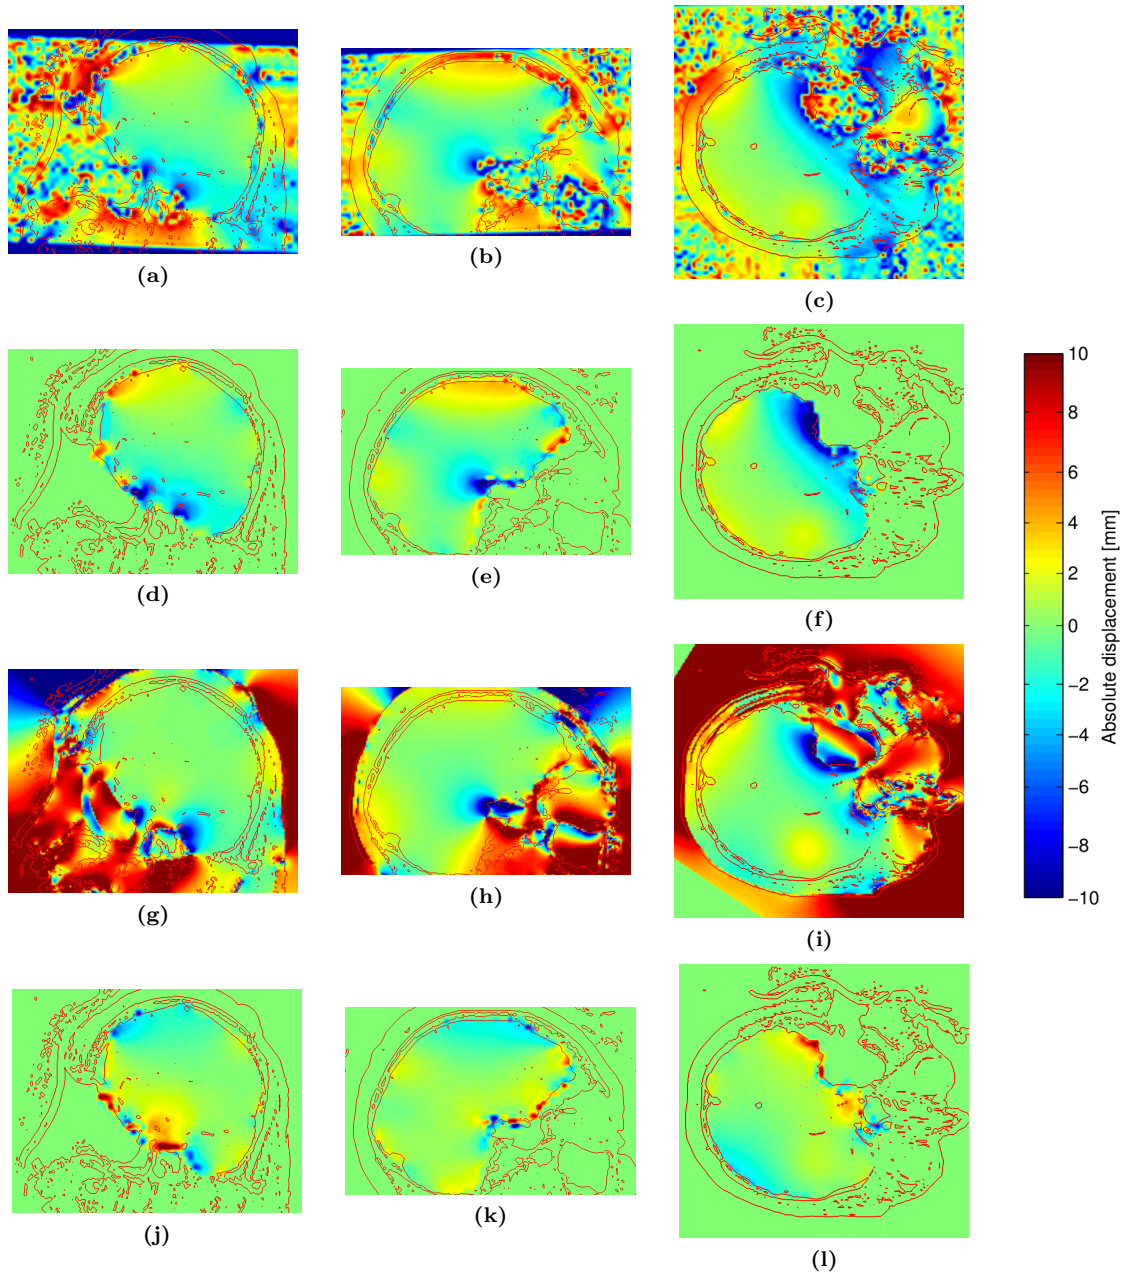 (a)
(b)
(c)
(d)
(e)
(f)
(g)
(h)
(i)
(j)
(k)
(l)
10
8
6
4
2
0
−2
−4
−6
−8
−10
Absolute displacement [mm]